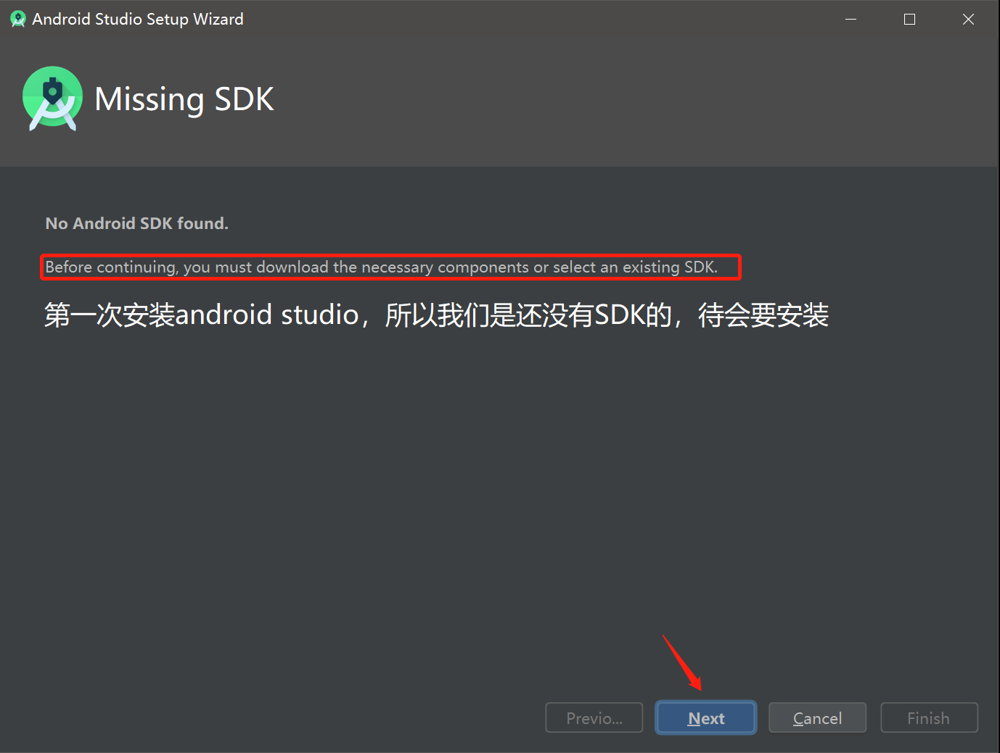 Android Studio Setup Wizard
Missing SDK
No Android SDK found.
Before continuing, you must download the necessary components or select an existing SDK.
第一次安装android studio，所以我们是还没有SDK的，待会要安装
Previo... Next Cancel Finish